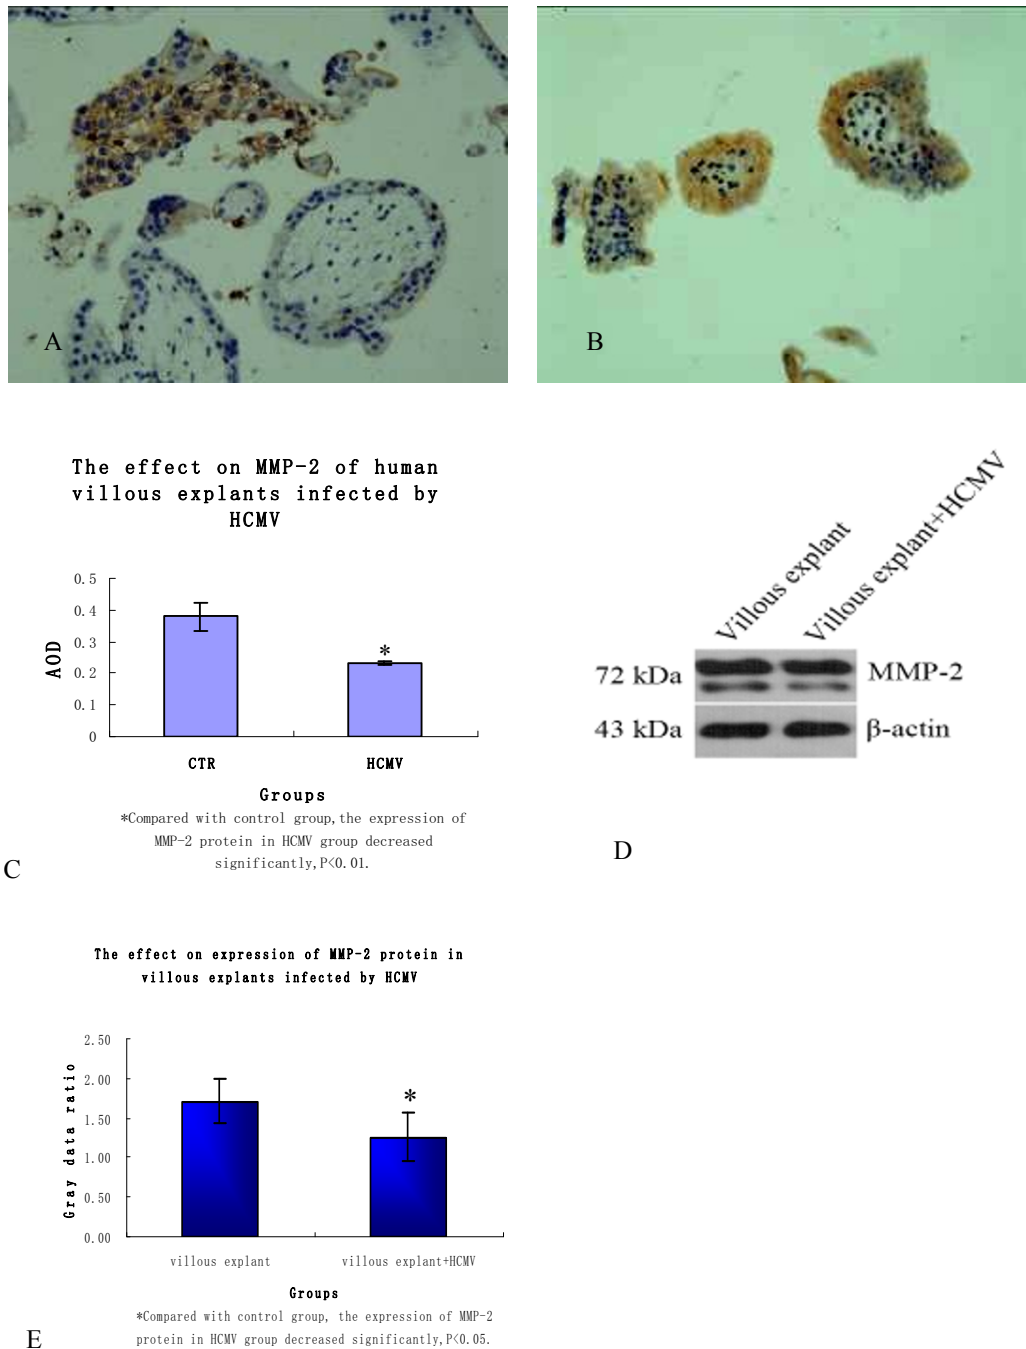 A
B
The effect on MMP-2 of human
villous explants infected by
HCMV
0.5
0.4
0.3
0.2
0.1
0
AOD
*
CTR
HCMV
Groups
*Compared with control group,the expression of
MMP-2 protein in HCMV group decreased
significantly,P<0.01.
C
Villous explant
Villous explant+HCMV
72 kDa
MMP-2
43 kDa
β-actin
D
The effect on expression of MMP-2 protein in
villous explants infected by HCMV
2.50
2.00
1.50
1.00
0.50
0.00
Gray data ratio
*
villous explant
villous explant+HCMV
Groups
*Compared with control group, the expression of MMP-2
protein in HCMV group decreased significantly,P<0.05.
E